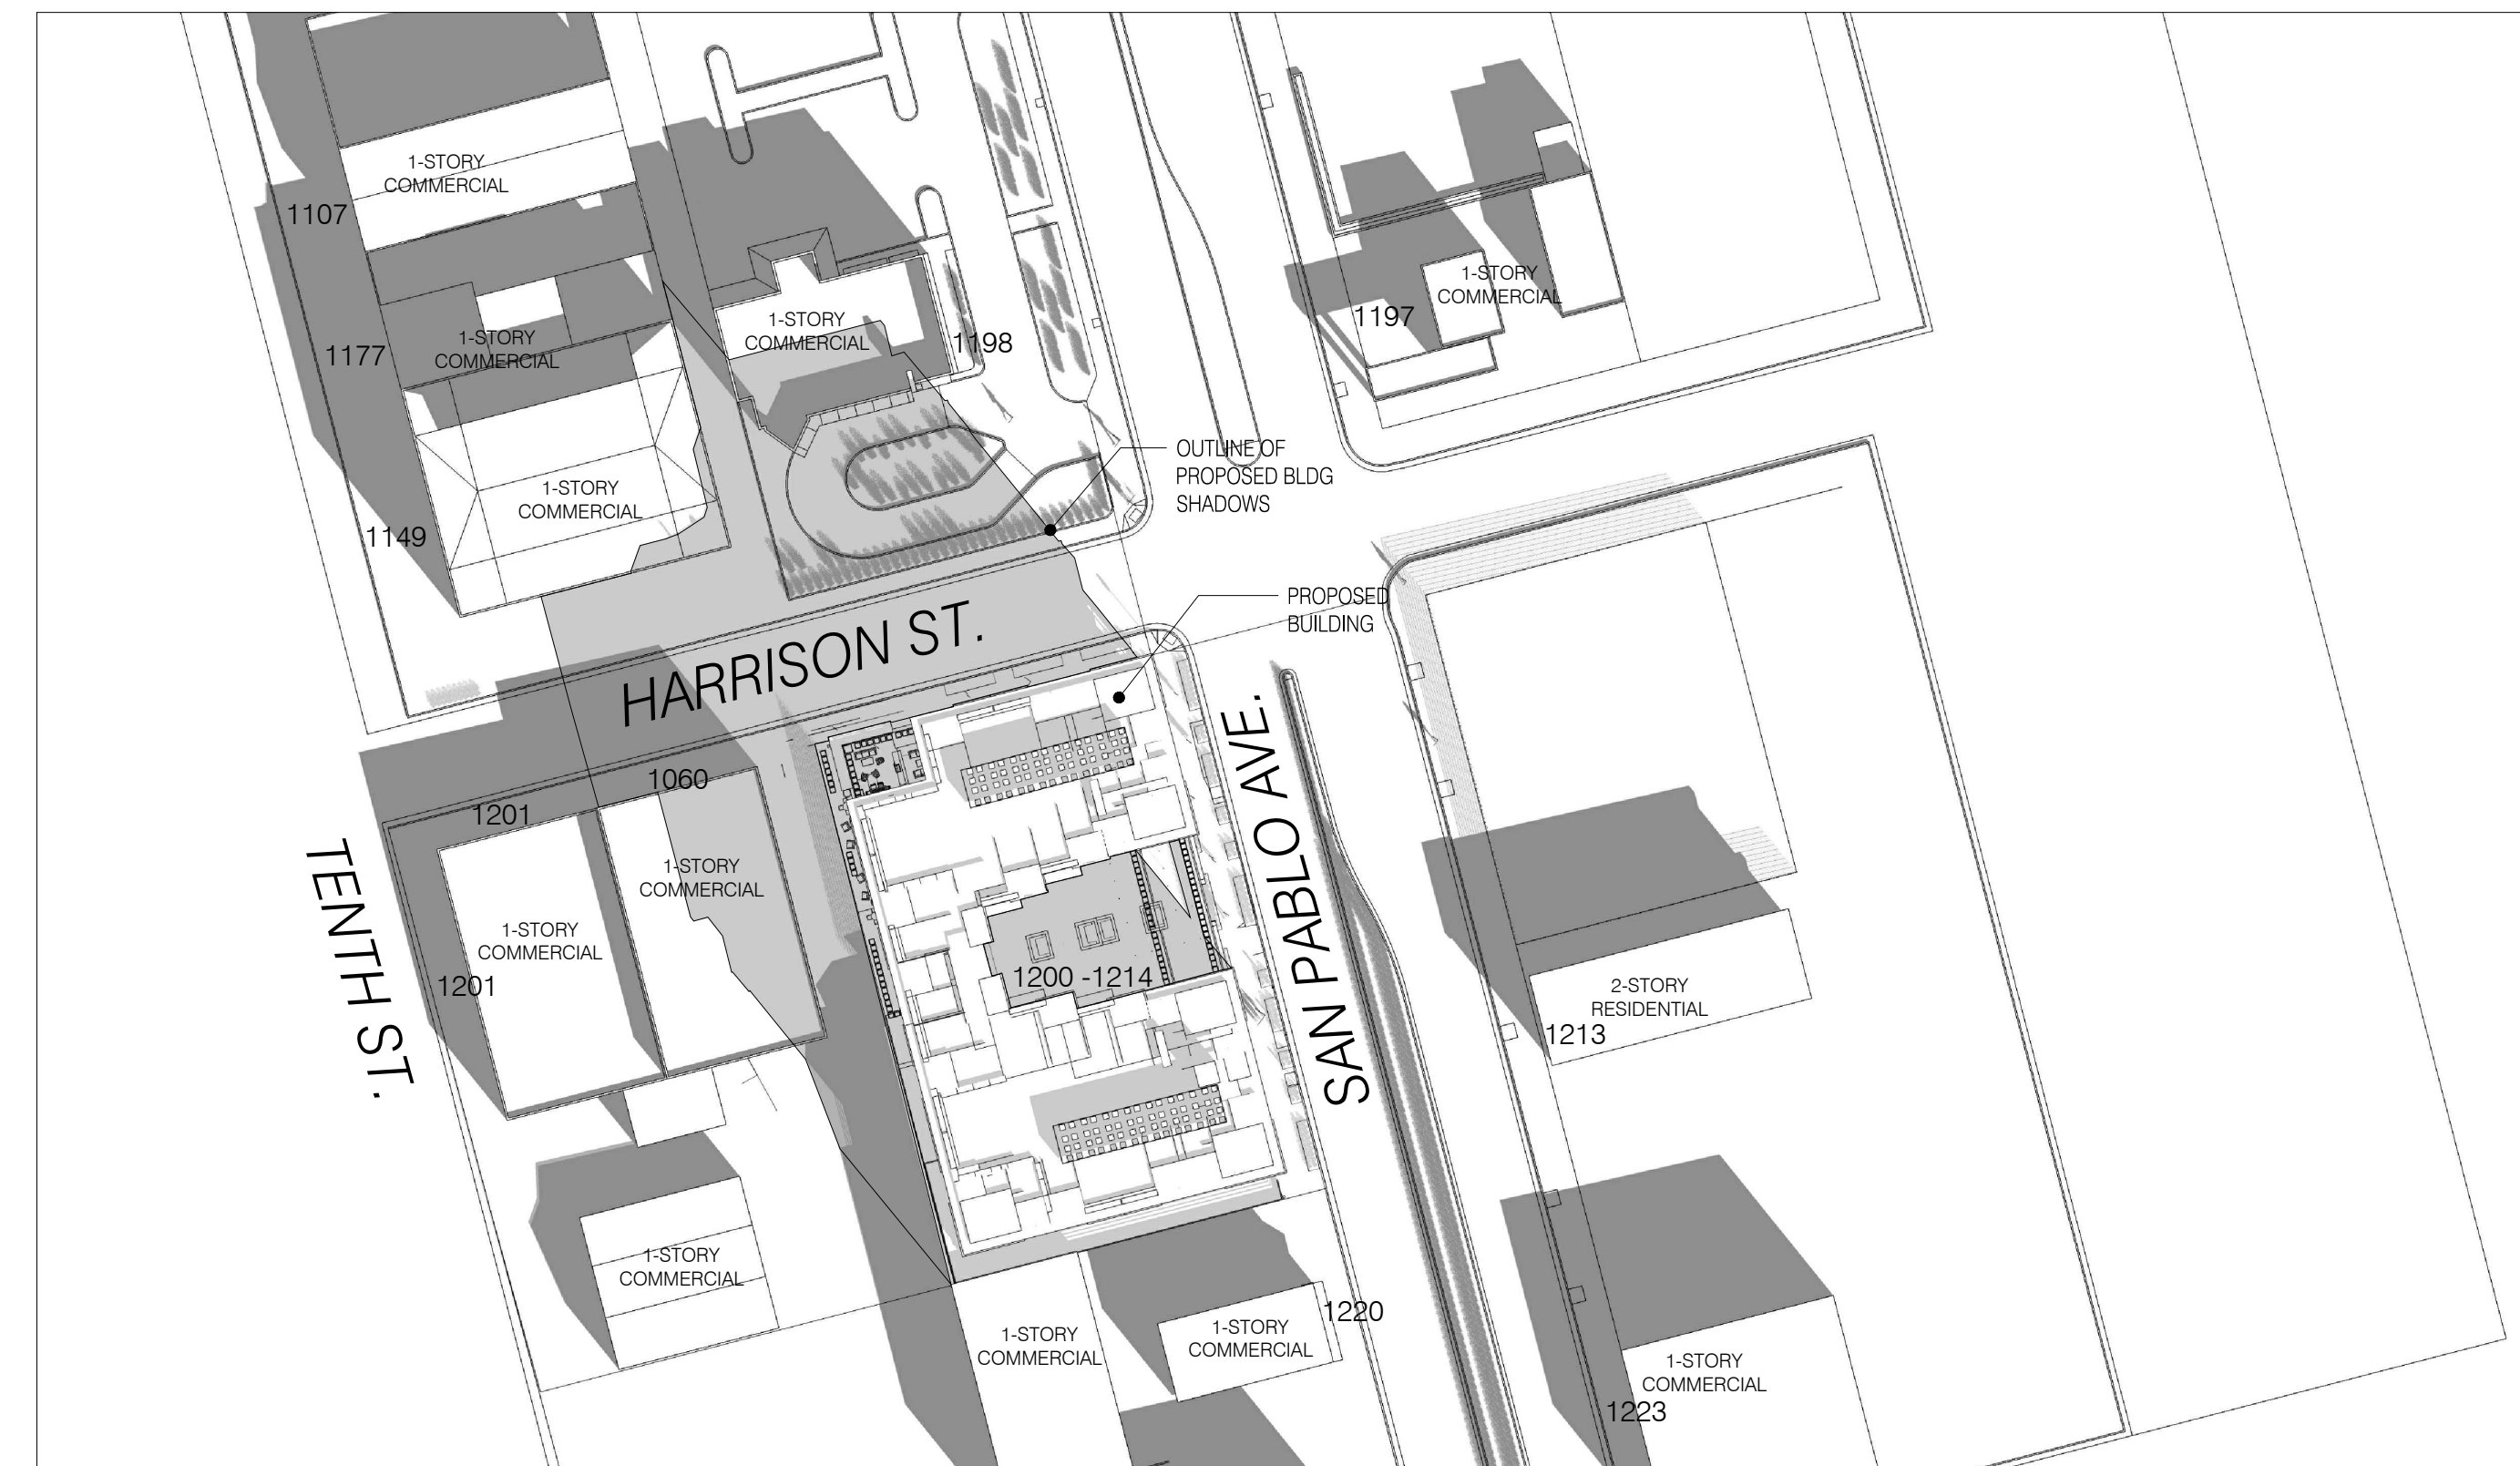 1-STORY
COMMERCIAL
1107
1-STORY
COMMERCIAL
1197
1-STORY
COMMERCIAL
1198
1-STORY
COMMERCIAL
1177
OUTLINE OF
PROPOSED BLDG
SHADOWS
1-STORY
COMMERCIAL
1149
PROPOSED
BUILDING
HARRISON ST.
SAN PABLO AVE.
TENTH ST.
1060
1201
1-STORY
COMMERCIAL
1-STORY
COMMERCIAL
1201
1200 -1214
2-STORY
RESIDENTIAL
1213
1-STORY
COMMERCIAL
1220
1-STORY
COMMERCIAL
1-STORY
COMMERCIAL
1-STORY
COMMERCIAL
1223